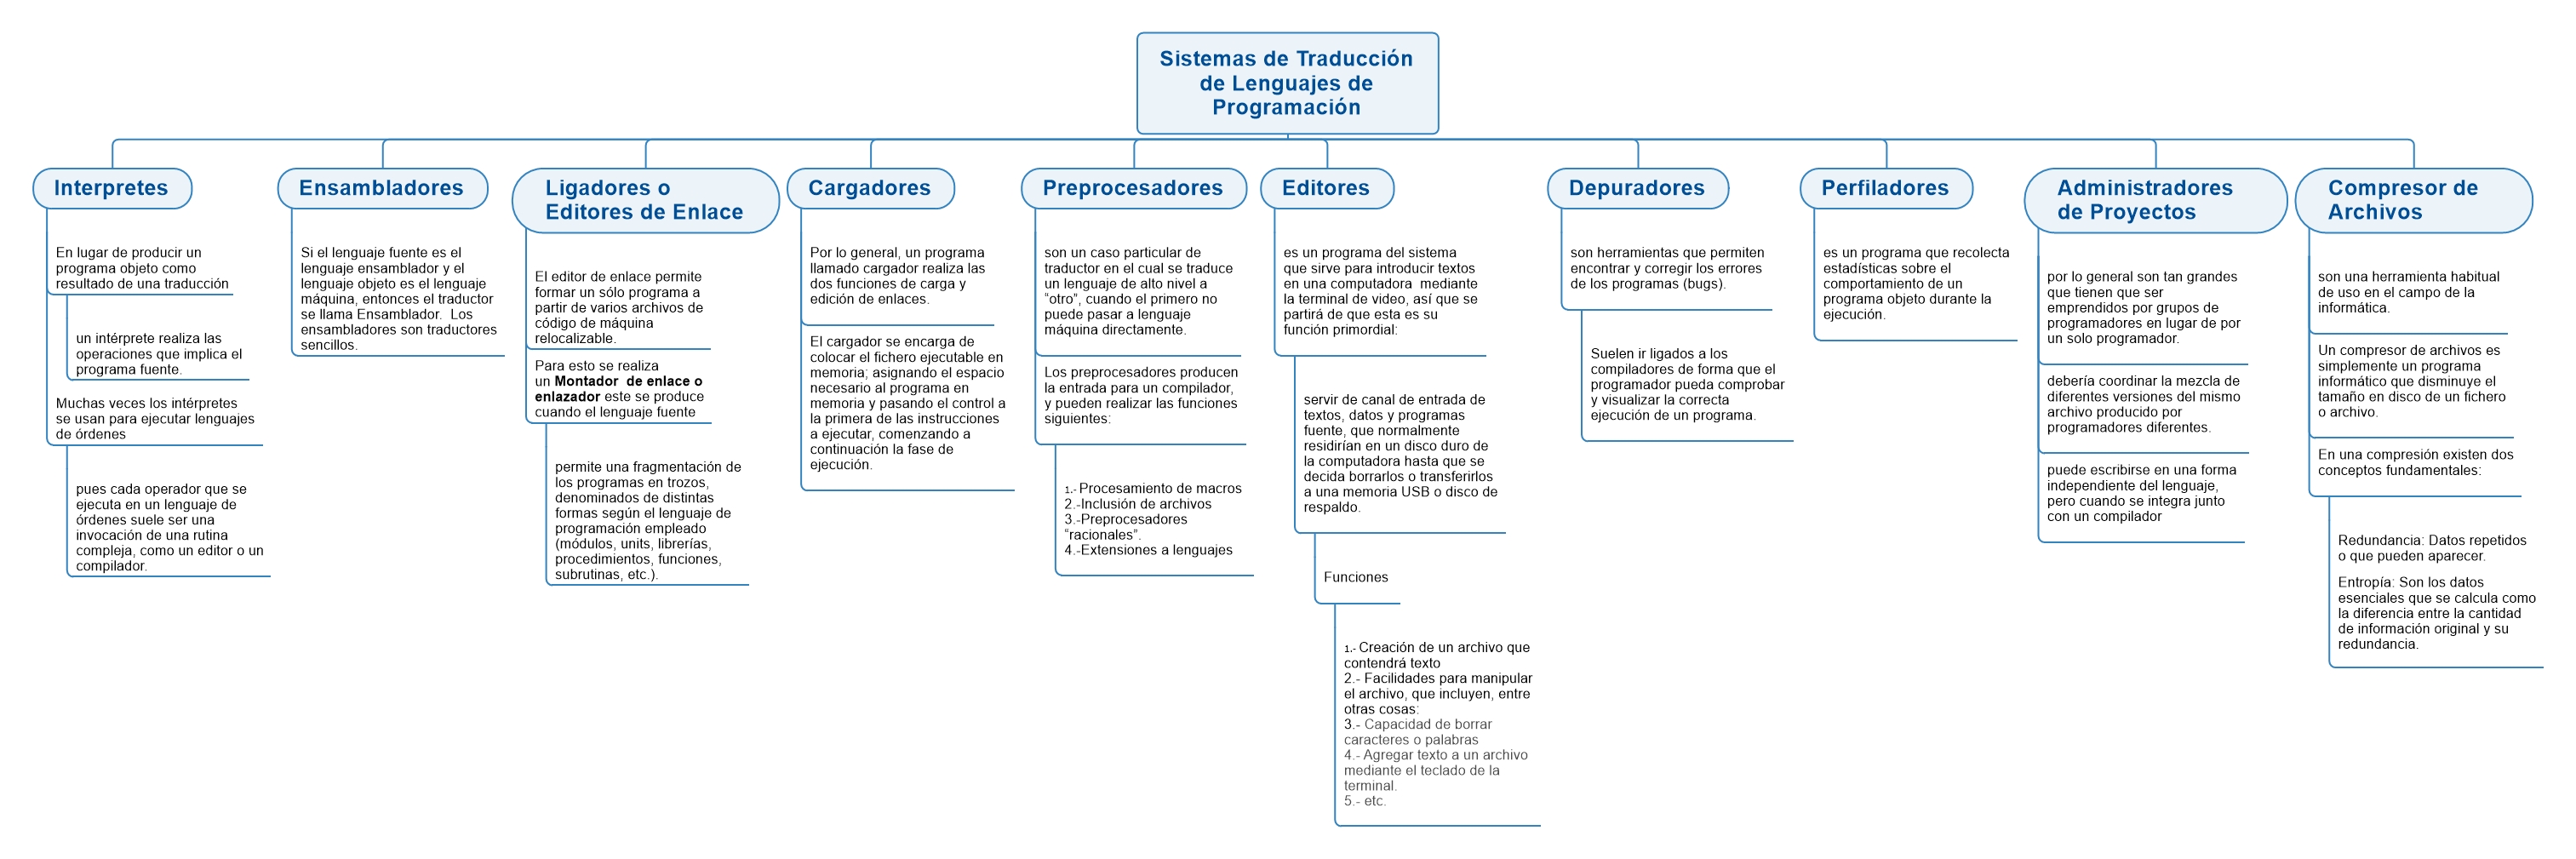 Sistemas de Traducción
de Lenguajes de
Programación
Interpretes
En lugar de producir un
programa objeto como
resultado de una traducción
un intérprete realiza las
operaciones que implica el
programa fuente.
Muchas veces los intérpretes
se usan para ejecutar lenguajes
de órdenes
pues cada operador que se
ejecuta en un lenguaje de
órdenes suele ser una
invocación de una rutina
compleja, como un editor o un
compilador.
Ensambladores
Si el lenguaje fuente es el
lenguaje ensamblador y el
lenguaje objeto es el lenguaje
máquina, entonces el traductor
se llama Ensamblador.  Los
ensambladores son traductores
sencillos.
Ligadores o
Editores de Enlace
El editor de enlace permite
formar un sólo programa a
partir de varios archivos de
código de máquina
relocalizable.
Para esto se realiza
un Montador  de enlace o
enlazador este se produce
cuando el lenguaje fuente
permite una fragmentación de
los programas en trozos,
denominados de distintas
formas según el lenguaje de
programación empleado
(módulos, units, librerías,
procedimientos, funciones,
subrutinas, etc.).
Cargadores
Por lo general, un programa
llamado cargador realiza las
dos funciones de carga y
edición de enlaces.
El cargador se encarga de
colocar el fichero ejecutable en
memoria; asignando el espacio
necesario al programa en
memoria y pasando el control a
la primera de las instrucciones
a ejecutar, comenzando a
continuación la fase de
ejecución.
Preprocesadores
son un caso particular de
traductor en el cual se traduce
un lenguaje de alto nivel a
“otro”, cuando el primero no
puede pasar a lenguaje
máquina directamente.
Los preprocesadores producen
la entrada para un compilador,
y pueden realizar las funciones
siguientes:
1.- Procesamiento de macros
2.-Inclusión de archivos
3.-Preprocesadores
“racionales”.
4.-Extensiones a lenguajes
Editores
es un programa del sistema
que sirve para introducir textos
en una computadora  mediante
la terminal de video, así que se
partirá de que esta es su
función primordial:
servir de canal de entrada de
textos, datos y programas
fuente, que normalmente
residirían en un disco duro de
la computadora hasta que se
decida borrarlos o transferirlos
a una memoria USB o disco de
respaldo.
Funciones
1.- Creación de un archivo que
contendrá texto
2.- Facilidades para manipular
el archivo, que incluyen, entre
otras cosas:
3.- Capacidad de borrar
caracteres o palabras
4.- Agregar texto a un archivo
mediante el teclado de la
terminal.
5.- etc.
Depuradores
son herramientas que permiten
encontrar y corregir los errores
de los programas (bugs).
Suelen ir ligados a los
compiladores de forma que el
programador pueda comprobar
y visualizar la correcta
ejecución de un programa.
Perfiladores
es un programa que recolecta
estadísticas sobre el
comportamiento de un
programa objeto durante la
ejecución.
Administradores
de Proyectos
por lo general son tan grandes
que tienen que ser
emprendidos por grupos de
programadores en lugar de por
un solo programador.
debería coordinar la mezcla de
diferentes versiones del mismo
archivo producido por
programadores diferentes.
puede escribirse en una forma
independiente del lenguaje,
pero cuando se integra junto
con un compilador
Compresor de
Archivos
son una herramienta habitual
de uso en el campo de la
informática.
Un compresor de archivos es
simplemente un programa
informático que disminuye el
tamaño en disco de un fichero
o archivo.
En una compresión existen dos
conceptos fundamentales:
Redundancia: Datos repetidos
o que pueden aparecer.
Entropía: Son los datos
esenciales que se calcula como
la diferencia entre la cantidad
de información original y su
redundancia.